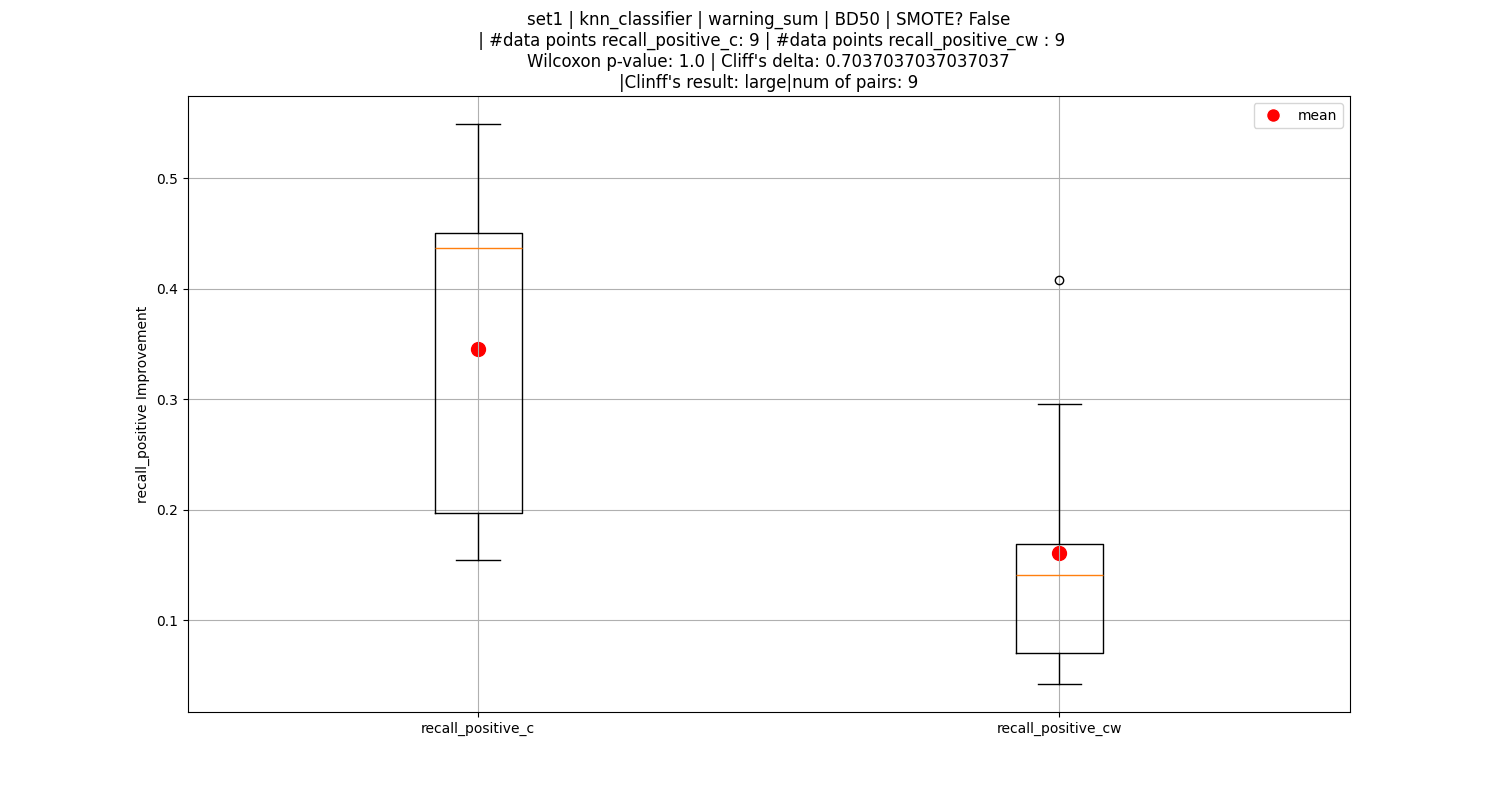 set1 | knn_classifier | warning_sum | BD50 | SMOTE? False
| #data points recall_positive_c: 9 | #data points recall_positive_cw : 9
Wilcoxon p-value: 1.0 | Cliff's delta: 0.7037037037037037
|Clinff's result: large|num of pairs: 9
mean
recall_positive Improvement
0.5
0.4
0.3
0.2
0.1
recall_positive_c
recall_positive_cw